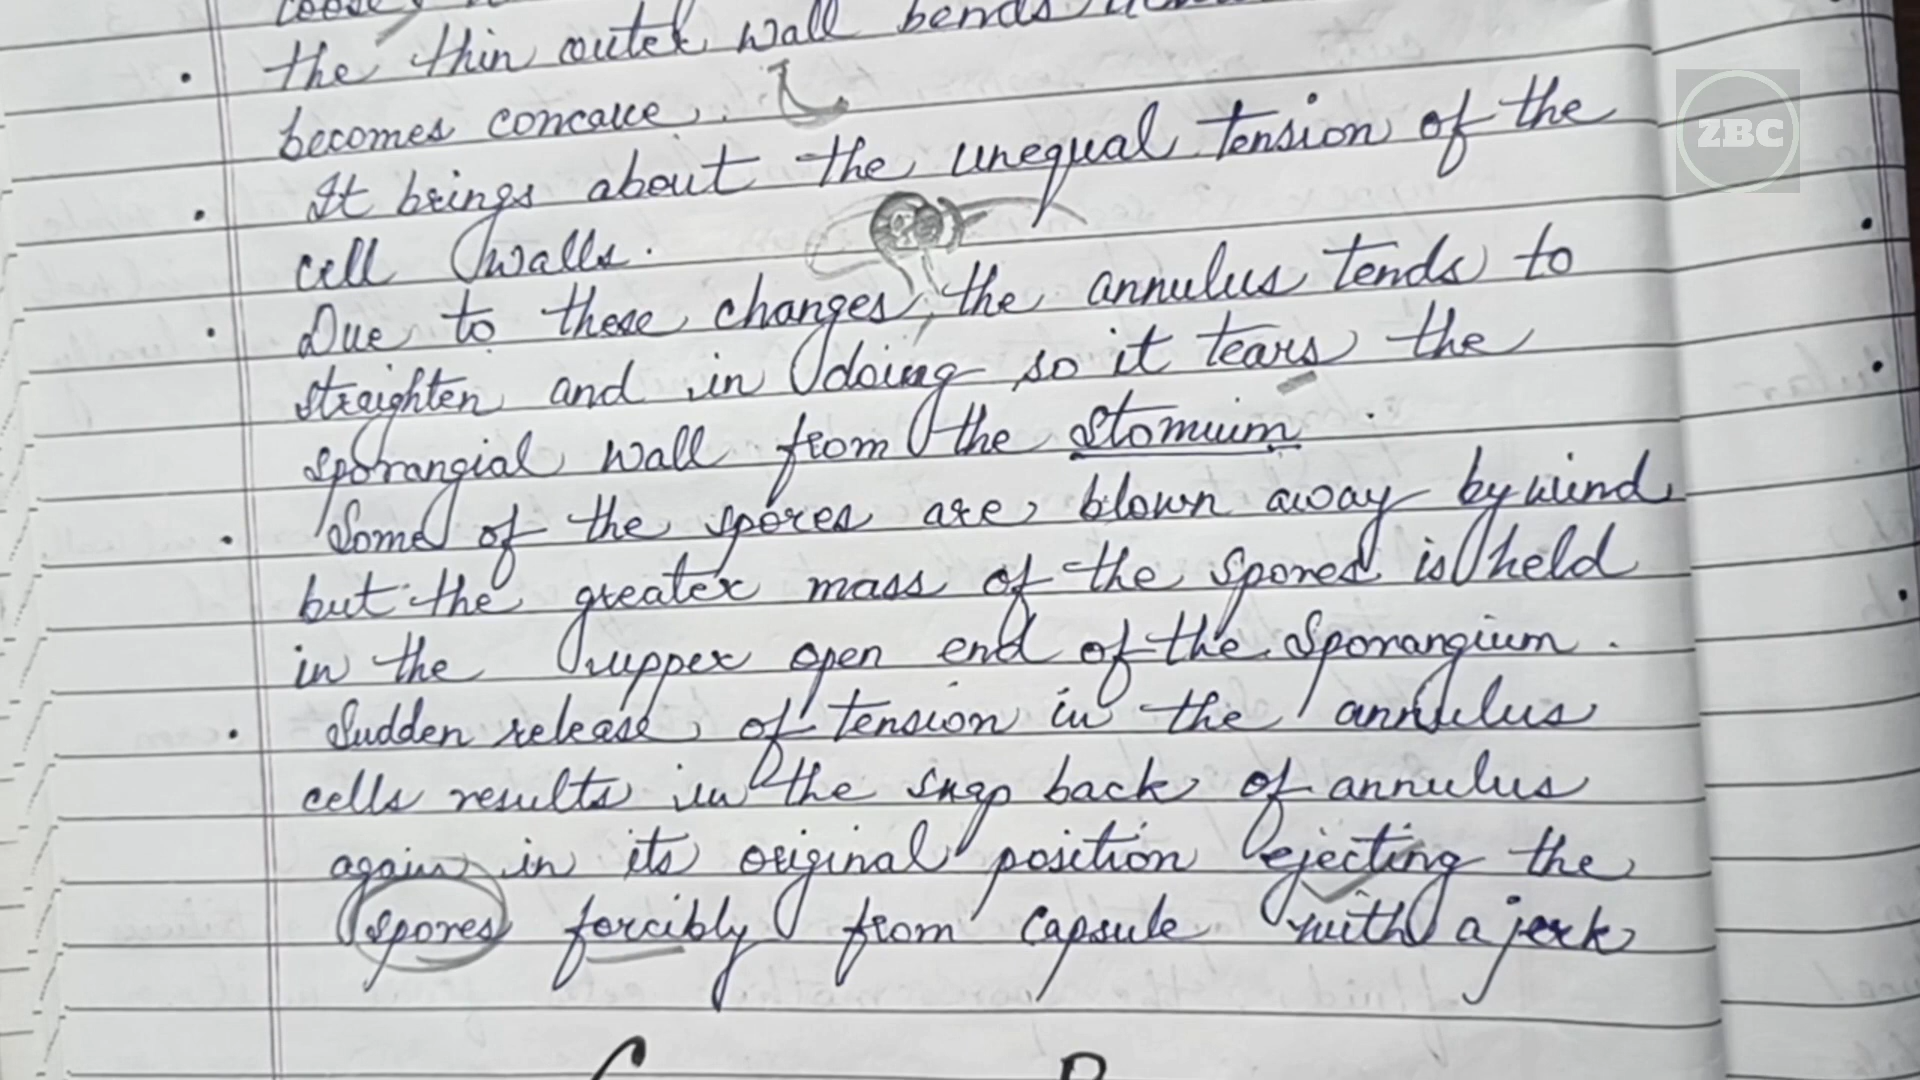 the thin outer wall bends
becomes concave.
ZBC
It brings about the unequal tension of the
cell walls.
Due to these changes, the annulus tends to
straighten and in doing so it tears the
sporangial wall from the stomium.
Some of the spores are blown away by wind
but the greater mass of the spores is held
in the upper open end of the sporangium.
Sudden release of tension in the annulus
cells results in the snap back of annulus
again in its original position ejecting the
spores forcibly from capsule with a jerk